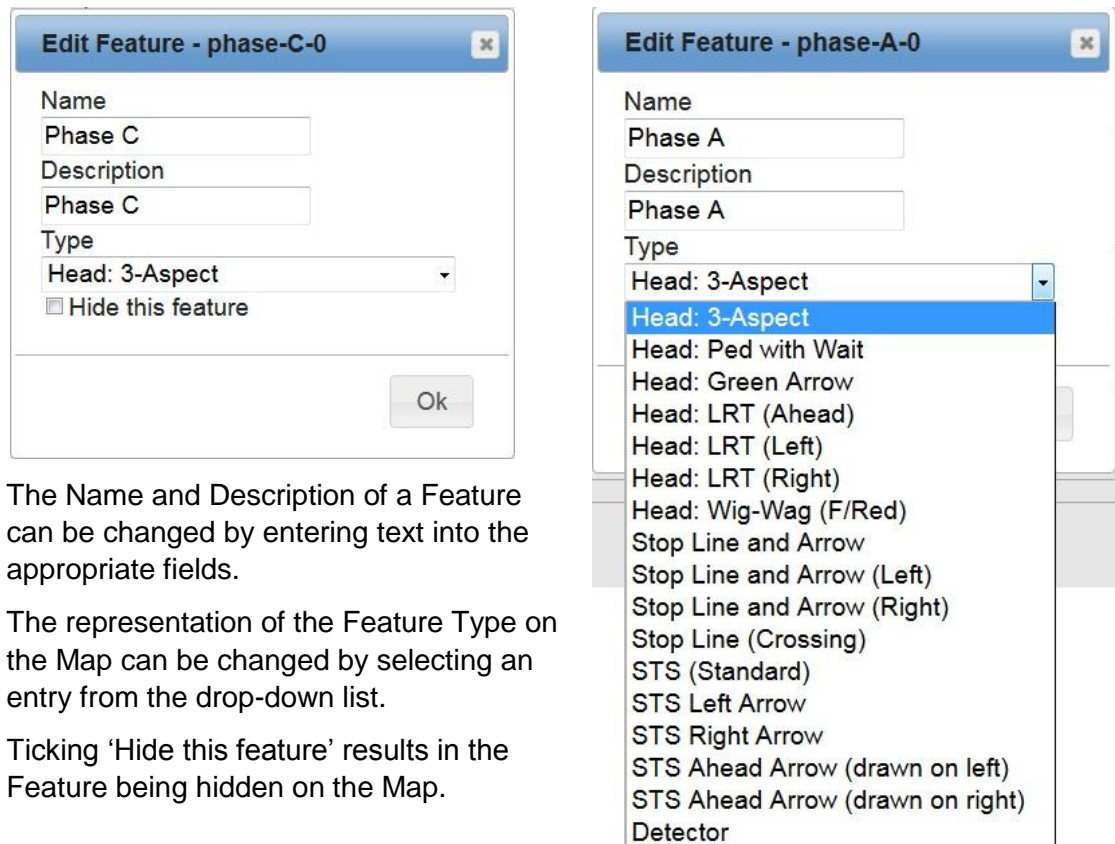 Edit Feature - phase-C-0
Name
Phase C
Description
Phase C
Type
Head: 3-Aspect
Hide this feature
Ok
The Name and Description of a Feature
can be changed by entering text into the
appropriate fields.
The representation of the Feature Type on
the Map can be changed by selecting an
entry from the drop-down list.
Ticking ‘Hide this feature’ results in the
Feature being hidden on the Map.
Edit Feature - phase-A-0
Name
Phase A
Description
Phase A
Type
Head: 3-Aspect
Head: 3-Aspect
Head: Ped with Wait
Head: Green Arrow
Head: LRT (Ahead)
Head: LRT (Left)
Head: LRT (Right)
Head: Wig-Wag (F/Red)
Stop Line and Arrow
Stop Line and Arrow (Left)
Stop Line and Arrow (Right)
Stop Line (Crossing)
STS (Standard)
STS Left Arrow
STS Right Arrow
STS Ahead Arrow (drawn on left)
STS Ahead Arrow (drawn on right)
Detector